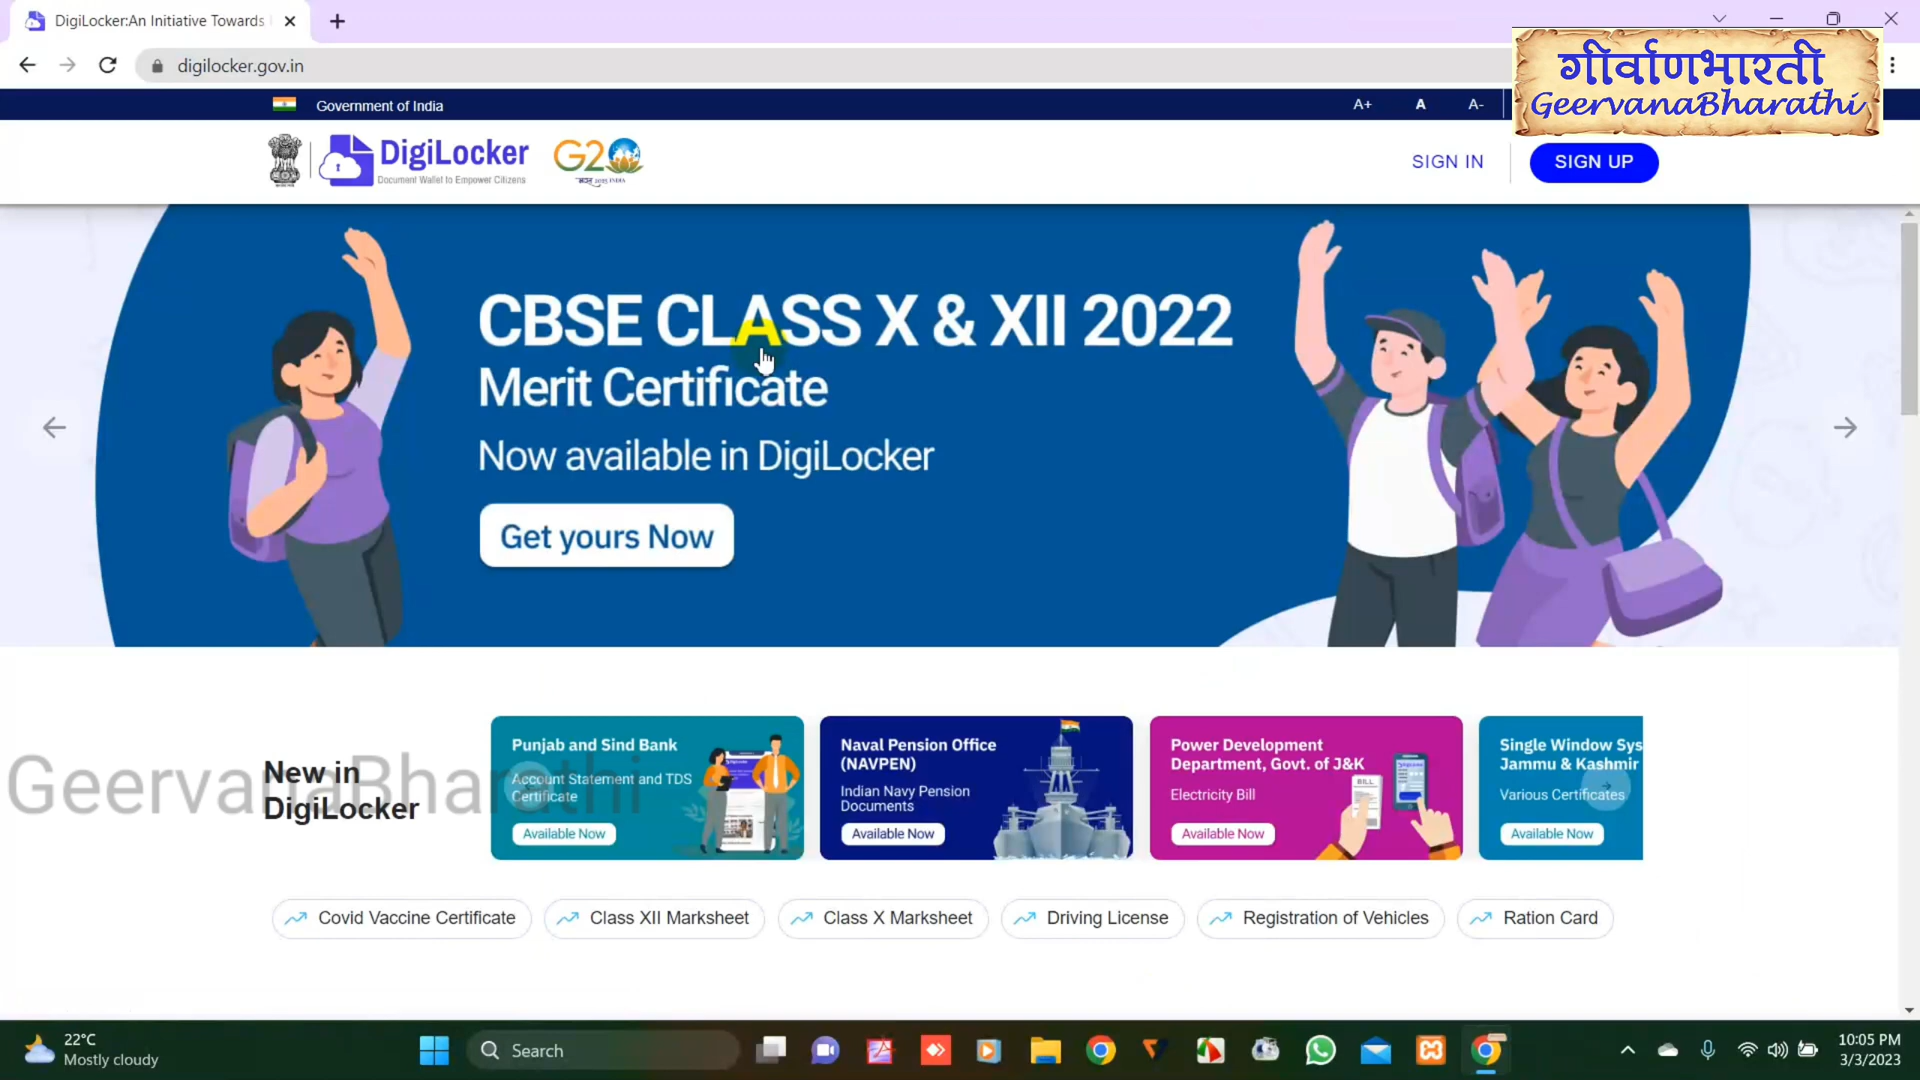 DigiLocker:An Initiative Towards
digilocker.gov.in
गीर्वाणभारती
GeervanaBharathi
Government of India
A+ A A-
DigiLocker
Document Wallet to Empower Citizens
G20
SIGN IN
SIGN UP
CBSE CLASS X & XII 2022
Merit Certificate
Now available in DigiLocker
Get yours Now
New in
DigiLocker
GeervanaBharathi
Punjab and Sind Bank
Account Statement and TDS
Certificate
Available Now
Naval Pension Office
(NAVPEN)
Indian Navy Pension
Documents
Available Now
Power Development
Department, Govt. of J&K
Electricity Bill
BILL
Available Now
Single Window Sys
Jammu & Kashmir
Various Certificates
Available Now
Covid Vaccine Certificate
Class XII Marksheet
Class X Marksheet
Driving License
Registration of Vehicles
Ration Card
22°C
Mostly cloudy
Search
10:05 PM
3/3/2023